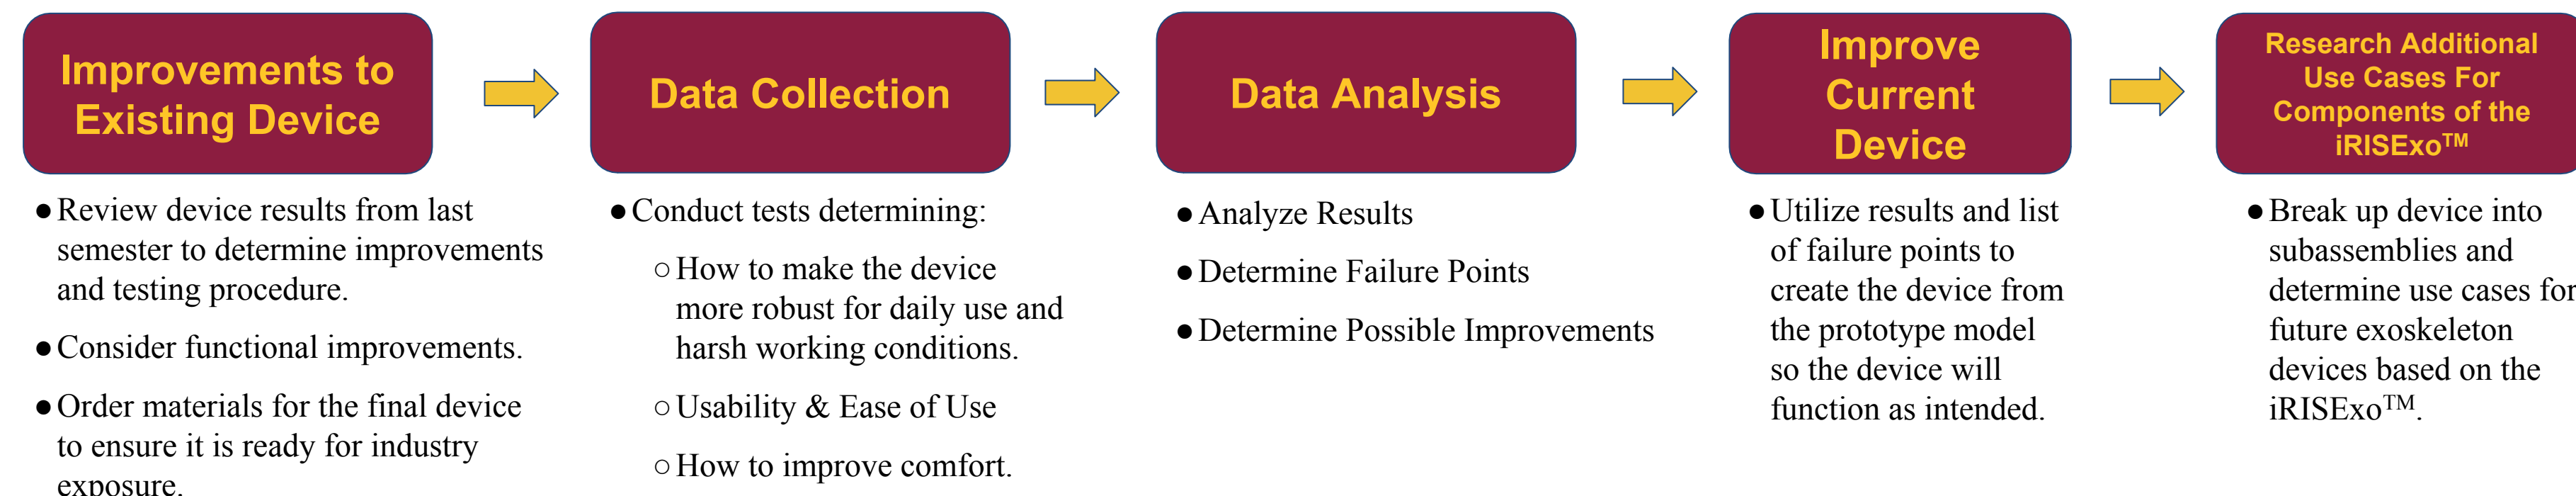 Improvements to
Existing Device
●Review device results from last
semester to determine improvements
and testing procedure.
●Consider functional improvements.
●Order materials for the final device
to ensure it is ready for industry
exposure.
Data Collection
●Conduct tests determining:
○How to make the device
more robust for daily use and
harsh working conditions.
○Usability & Ease of Use
○How to improve comfort.
Data Analysis
●Analyze Results
●Determine Failure Points
●Determine Possible Improvements
Improve
Current
Device
●Utilize results and list
of failure points to
create the device from
the prototype model
so the device will
function as intended.
Research Additional
Use Cases For
Components of the
iRISExo™
●Break up device into
subassemblies and
determine use cases for
future exoskeleton
devices based on the
iRISExo™.